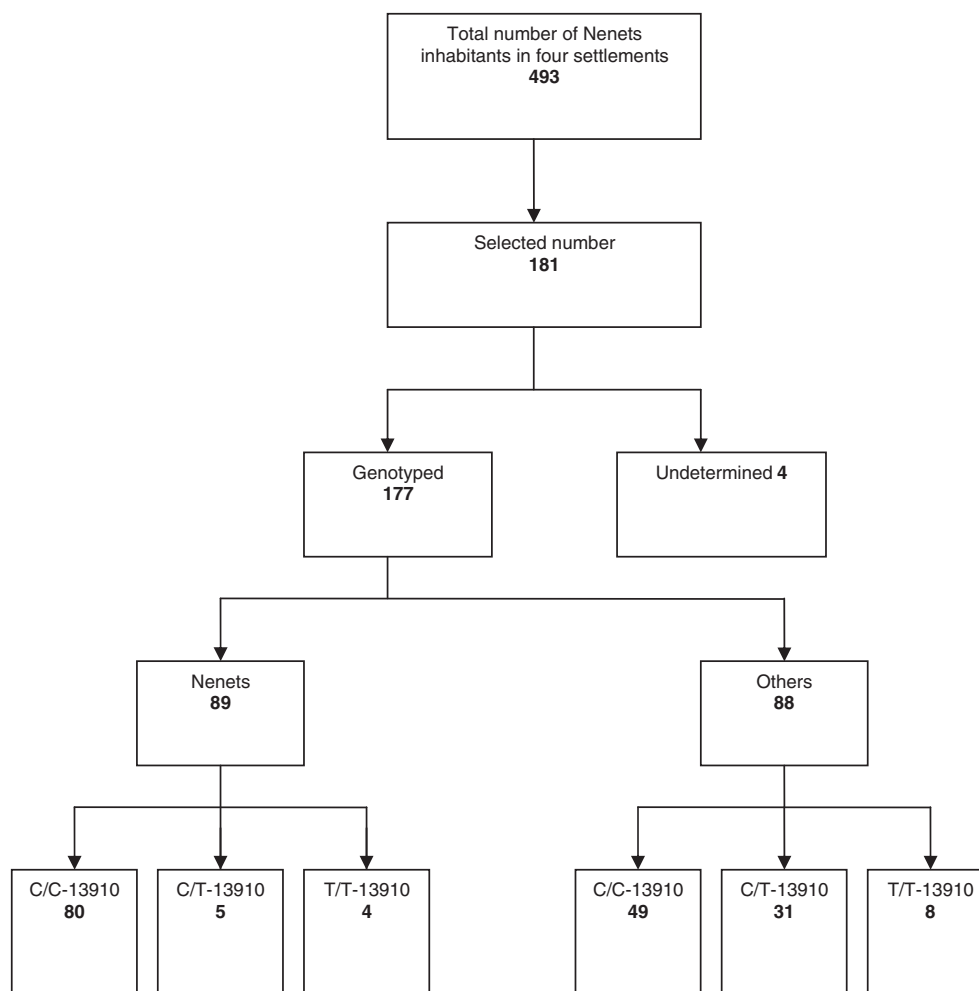 Total number of Nenets
inhabitants in four settlements
493
Selected number
181
Genotyped
177
Undetermined 4
Nenets
89
Others
88
C/C-13910
80
C/T-13910
5
T/T-13910
4
C/C-13910
49
C/T-13910
31
T/T-13910
8